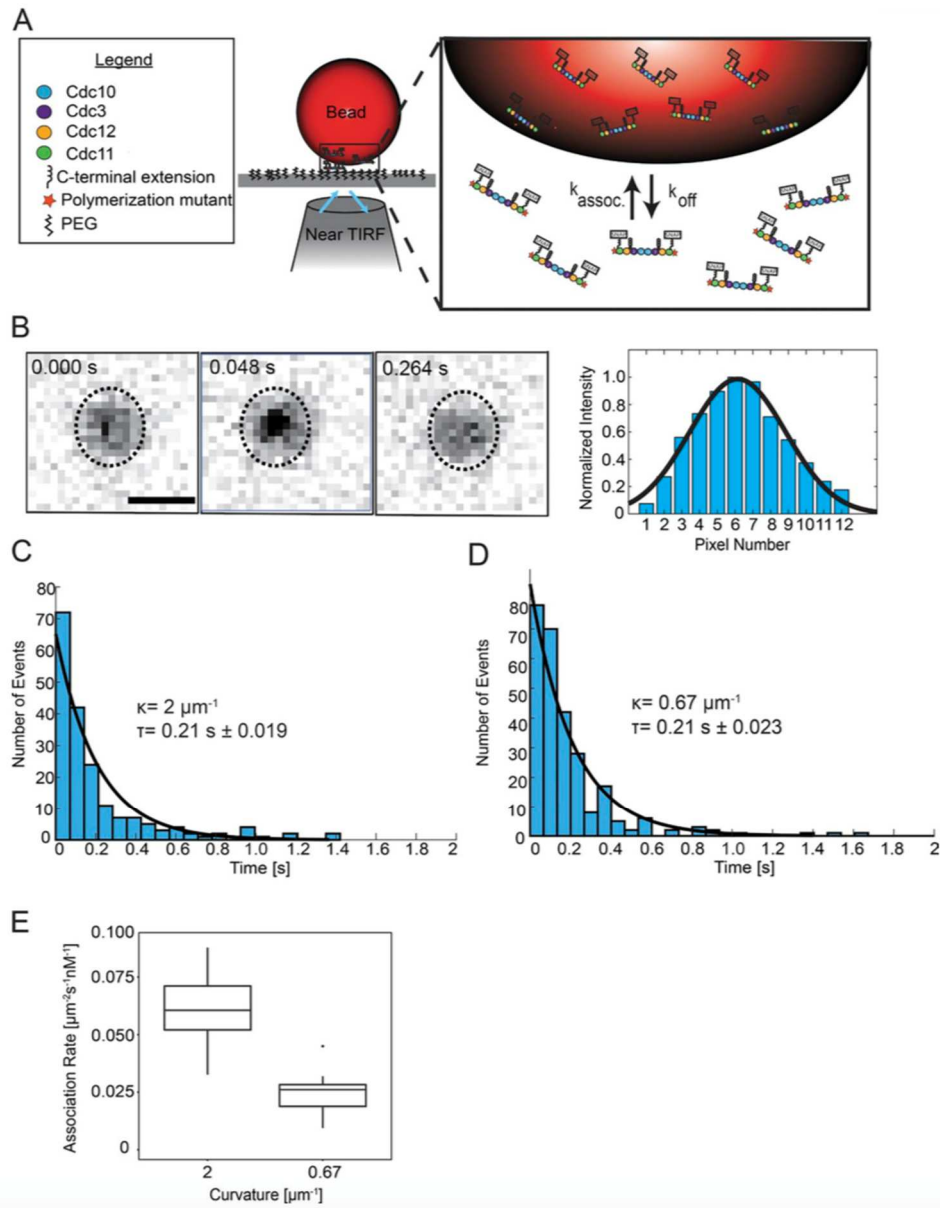 A
Legend
Cdc10
Cdc3
Cdc12
Cdc11
C-terminal extension
Polymerization mutant
PEG
Bead
Near TIRF
k assoc.
k off
B
0.000 s
0.048 s
0.264 s
Normalized Intensity
1.0
0.8
0.6
0.4
0.2
0
1 2 3 4 5 6 7 8 9 10 11 12
Pixel Number
C
Number of Events
80
70
60
50
40
30
20
10
0
κ= 2 µm⁻¹
τ= 0.21 s ± 0.019
0 0.2 0.4 0.6 0.8 1.0 1.2 1.4 1.6 1.8 2
Time [s]
D
Number of Events
80
70
60
50
40
30
20
10
0
κ= 0.67 µm⁻¹
τ= 0.21 s ± 0.023
0 0.2 0.4 0.6 0.8 1.0 1.2 1.4 1.6 1.8 2
Time [s]
E
Association Rate [µm⁻²s⁻¹nM⁻¹]
0.100
0.075
0.050
0.025
0
2 0.67
Curvature [µm⁻¹]